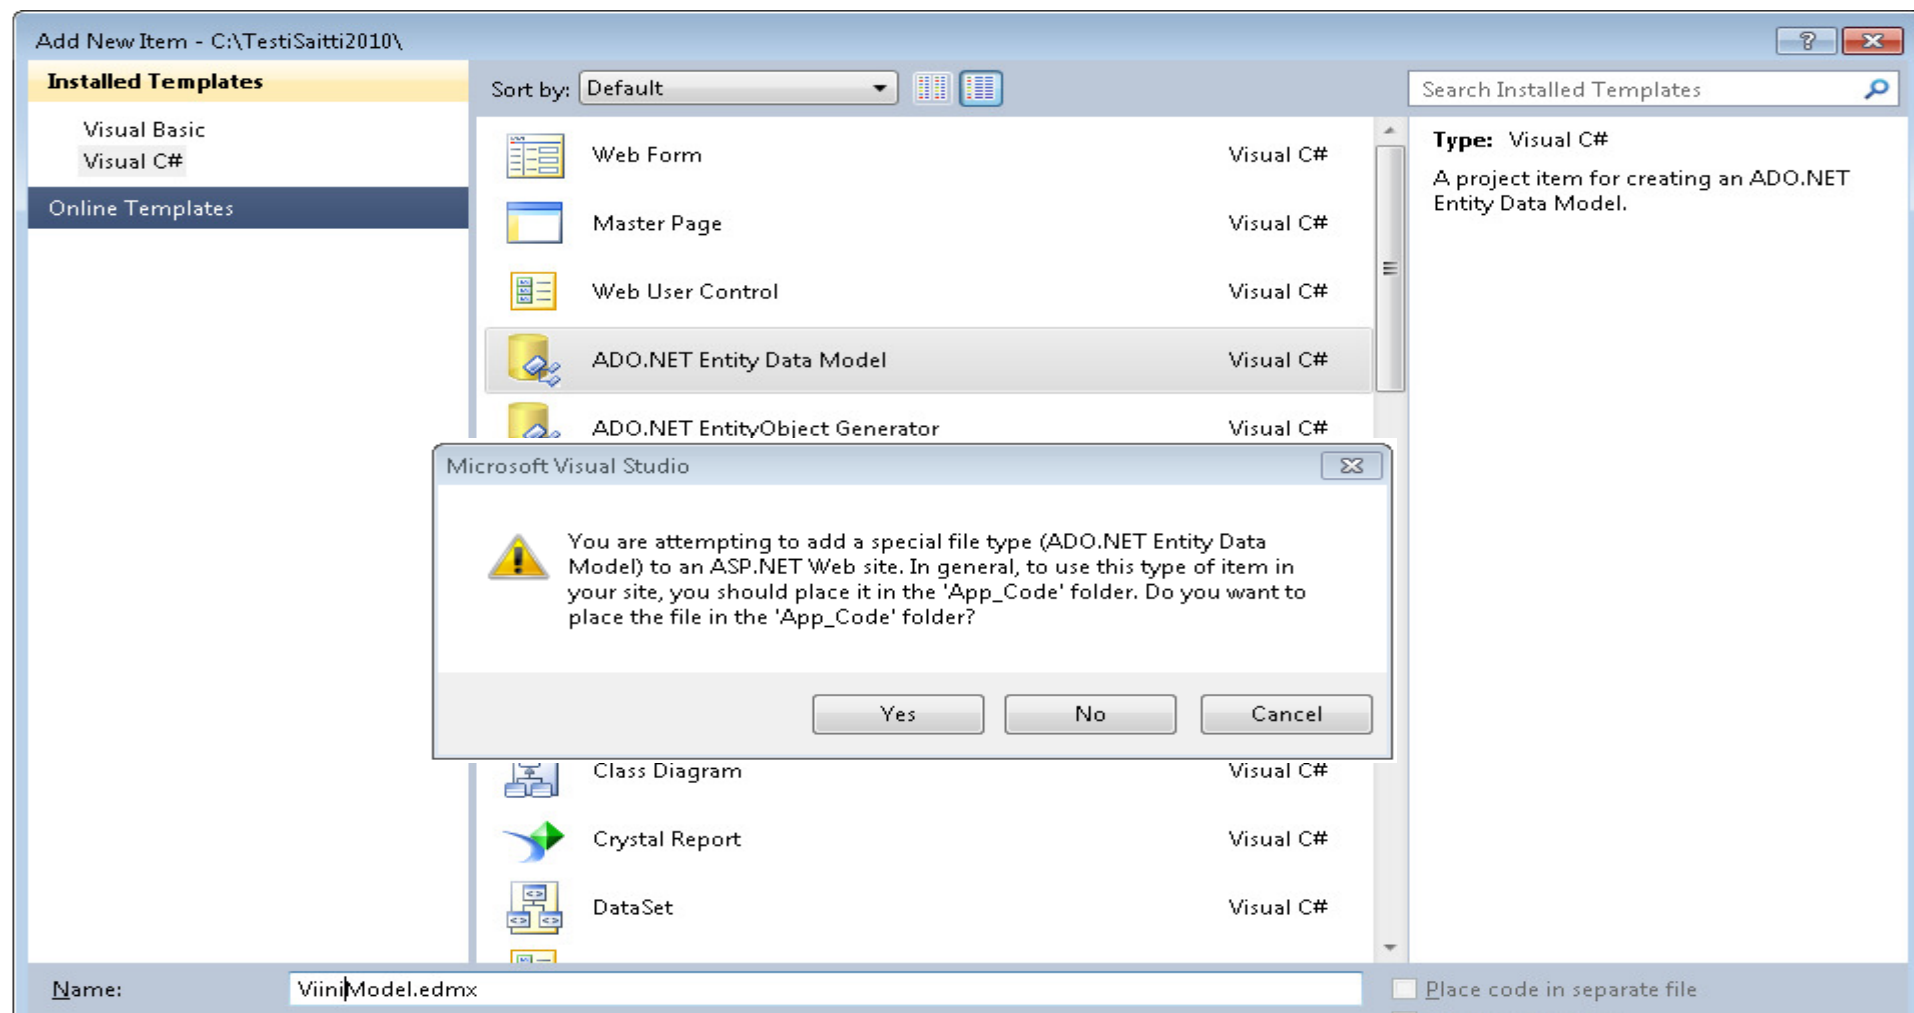 Add New Item - C:\TestiSaitti2010\
Installed Templates
Visual Basic
Visual C#
Online Templates
Sort by: Default
Search Installed Templates
Web Form Visual C#
Master Page Visual C#
Web User Control Visual C#
ADO.NET Entity Data Model Visual C#
ADO.NET EntityObject Generator Visual C#
Type: Visual C#
A project item for creating an ADO.NET
Entity Data Model.
Microsoft Visual Studio
You are attempting to add a special file type (ADO.NET Entity Data
Model) to an ASP.NET Web site. In general, to use this type of item in
your site, you should place it in the 'App_Code' folder. Do you want to
place the file in the 'App_Code' folder?
Yes No Cancel
Class Diagram Visual C#
Crystal Report Visual C#
DataSet Visual C#
Name: ViiniModel.edmx
Place code in separate file